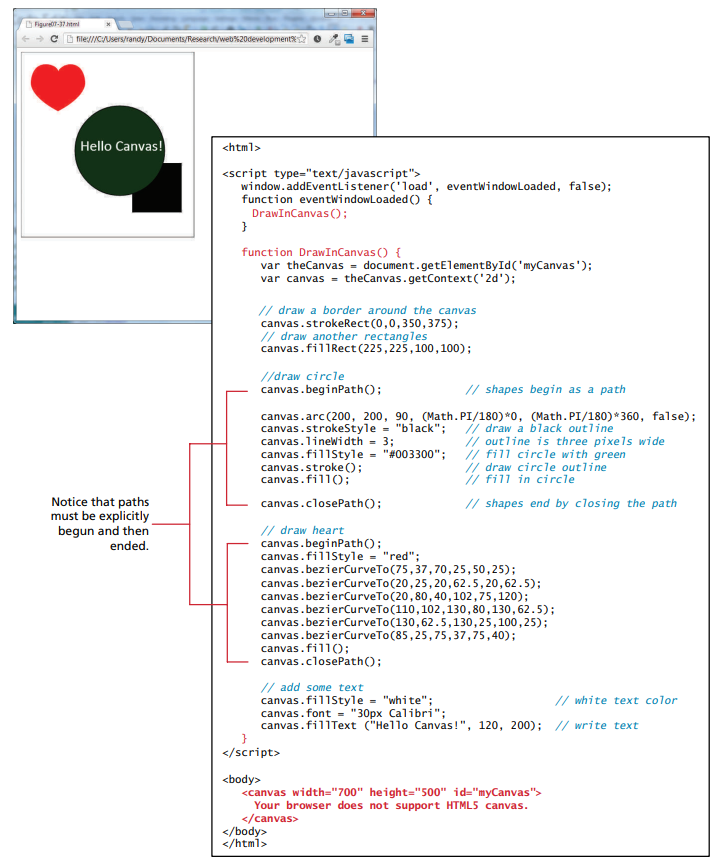 Figure07-37.html
file:///C:/Users/randy/Documents/Research/web%20development%
Hello Canvas!
<html>
<script type="text/javascript">
window.addEventListener('load', eventWindowLoaded, false);
function eventWindowLoaded() {
DrawInCanvas();
}
function DrawInCanvas() {
var theCanvas = document.getElementById('myCanvas');
var canvas = theCanvas.getContext('2d');
// draw a border around the canvas
canvas.strokeRect(0,0,350,375);
// draw another rectangles
canvas.fillRect(225,225,100,100);
//draw circle
canvas.beginPath(); // shapes begin as a path
canvas.arc(200, 200, 90, (Math.PI/180)*0, (Math.PI/180)*360, false);
canvas.strokeStyle = "black"; // draw a black outline
canvas.lineWidth = 3; // outline is three pixels wide
canvas.fillStyle = "#003300"; // fill circle with green
canvas.stroke(); // draw circle outline
canvas.fill(); // fill in circle
canvas.closePath(); // shapes end by closing the path
Notice that paths
must be explicitly
begun and then
ended.
// draw heart
canvas.beginPath();
canvas.fillStyle = "red";
canvas.bezierCurveTo(75,37,70,25,50,25);
canvas.bezierCurveTo(20,25,20,62.5,20,62.5);
canvas.bezierCurveTo(20,80,40,102,75,120);
canvas.bezierCurveTo(110,102,130,80,130,62.5);
canvas.bezierCurveTo(130,62.5,130,25,100,25);
canvas.bezierCurveTo(85,25,75,37,75,40);
canvas.fill();
canvas.closePath();
// add some text
canvas.fillStyle = "white"; // white text color
canvas.font = "30px Calibri";
canvas.fillText ("Hello Canvas!", 120, 200); // write text
}
</script>
<body>
<canvas width="700" height="500" id="myCanvas">
Your browser does not support HTML5 canvas.
</canvas>
</body>
</html>